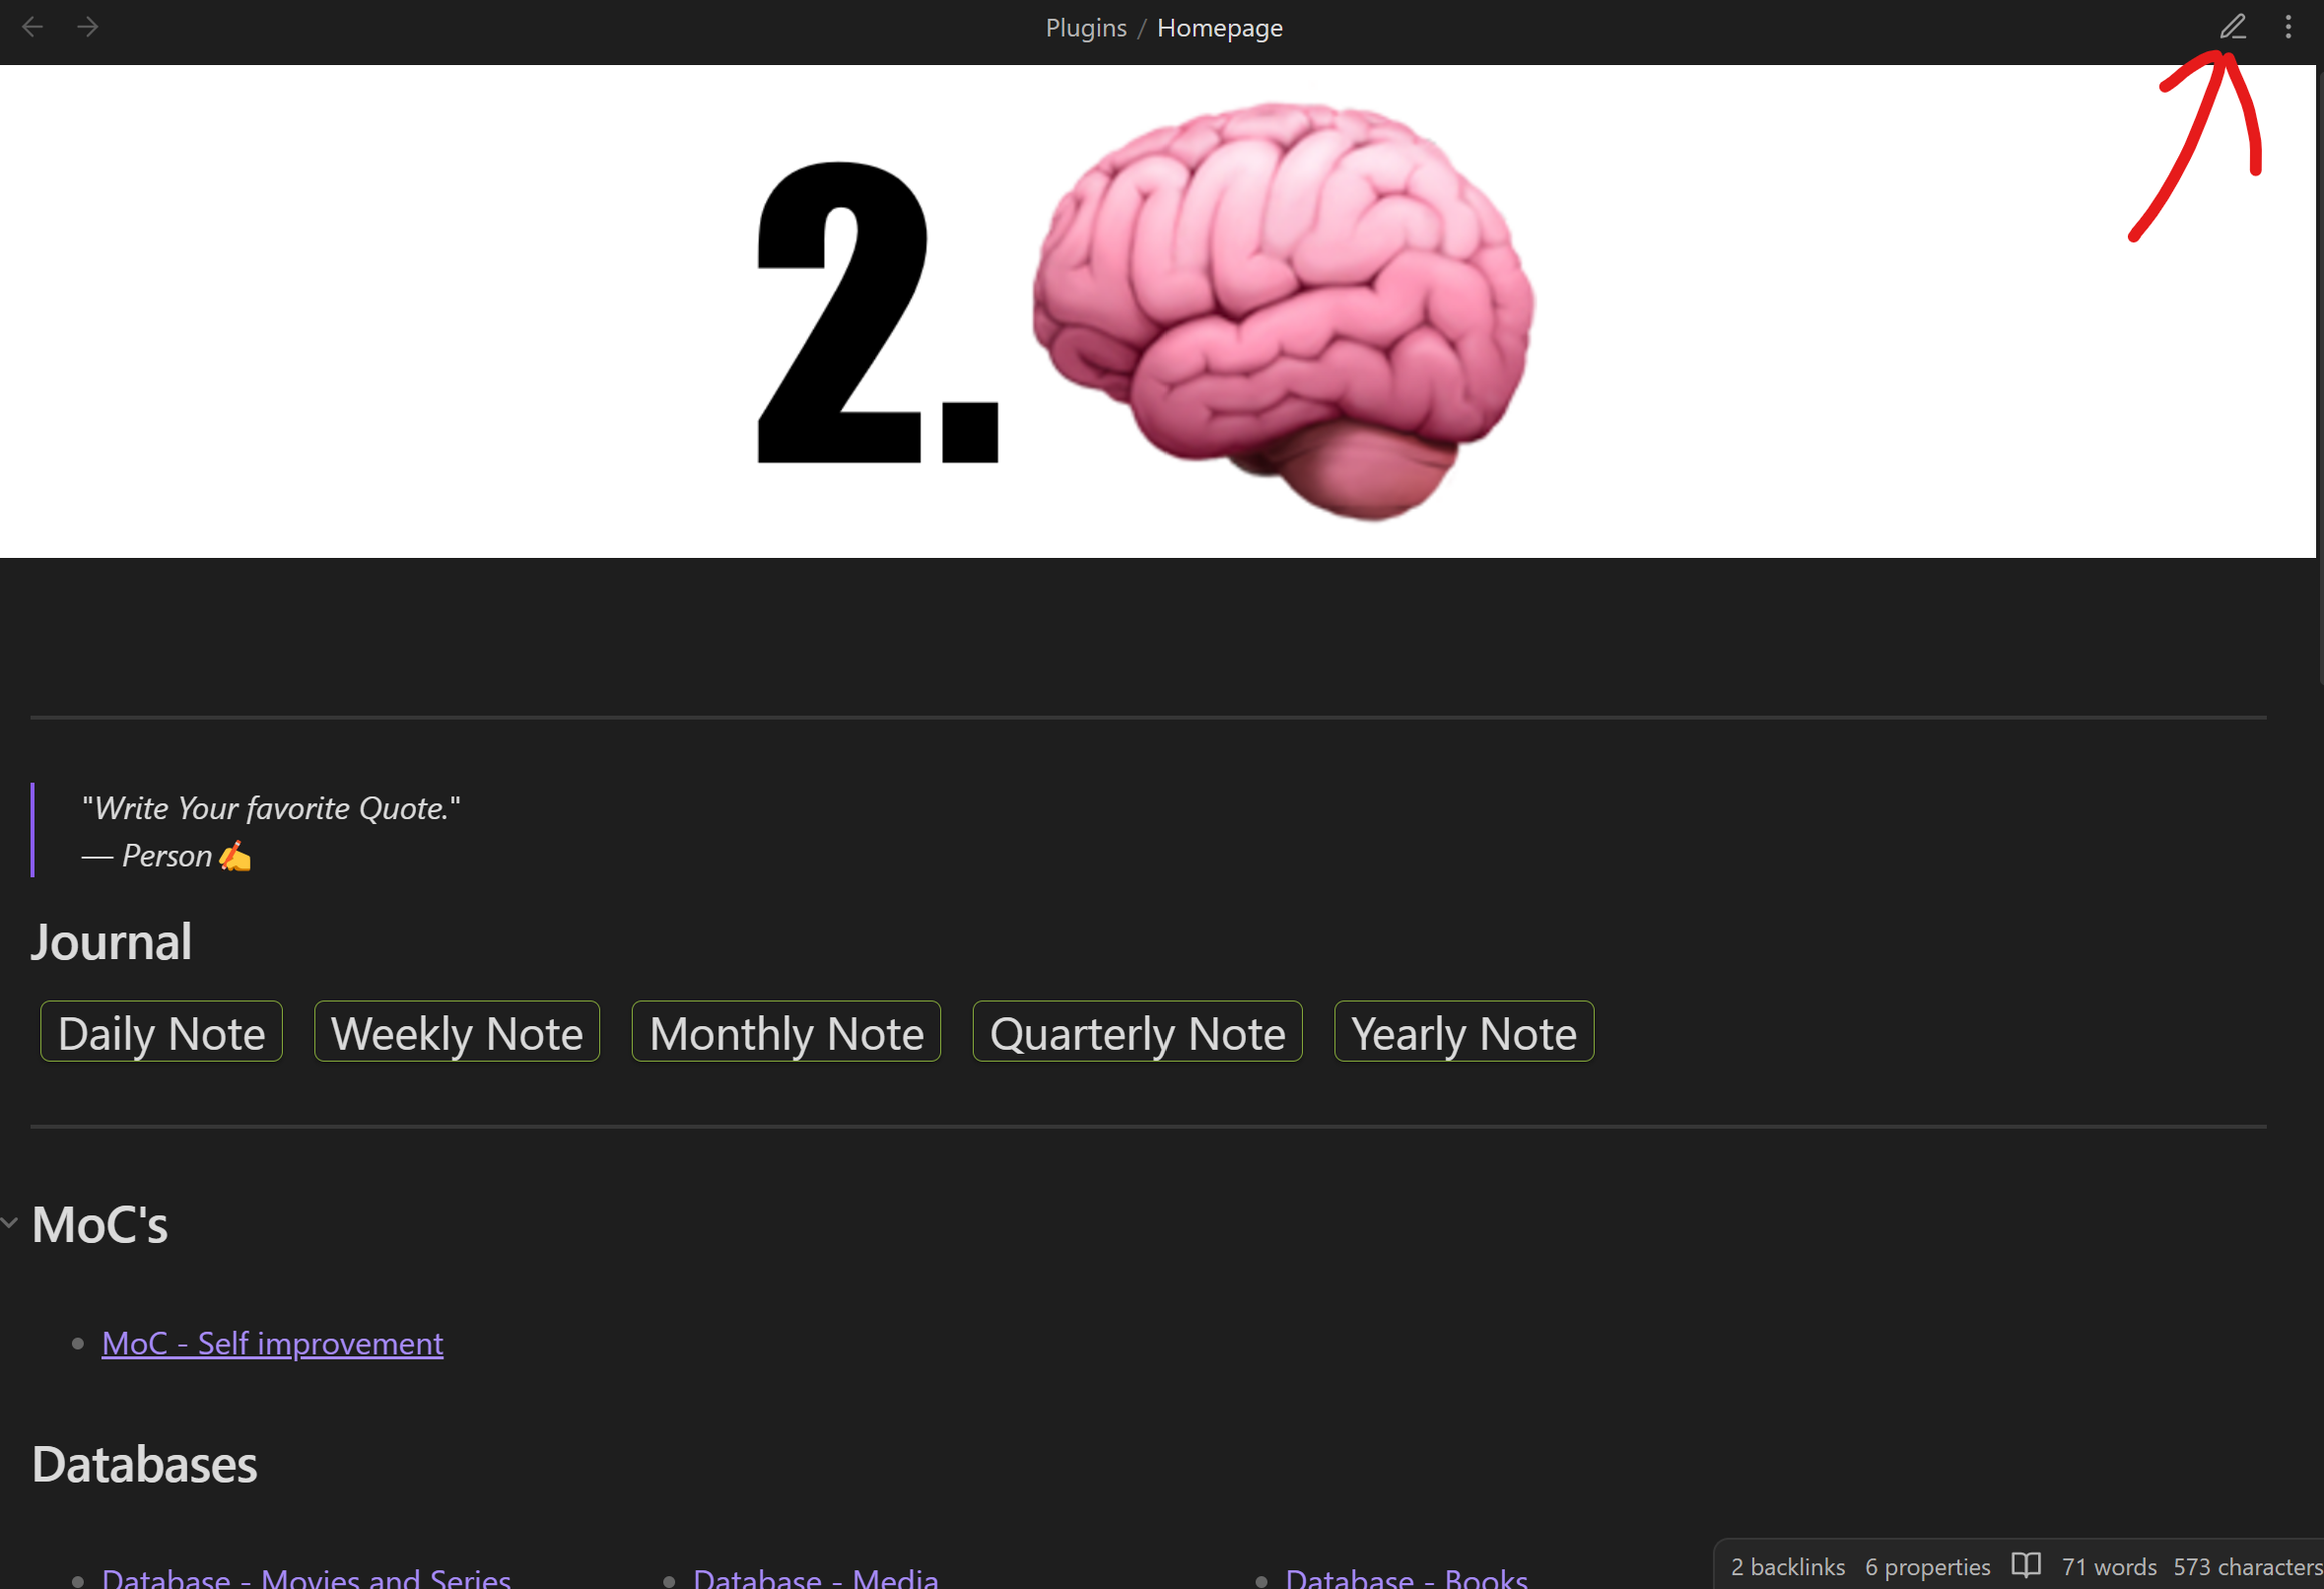 Plugins / Homepage
2.
"Write Your favorite Quote."
— Person ✍️
Journal
Daily Note Weekly Note Monthly Note Quarterly Note Yearly Note
MoC's
MoC - Self improvement
Databases
Database - Movies and Series Database - Media Database - Books
2 backlinks 6 properties 71 words 573 characters